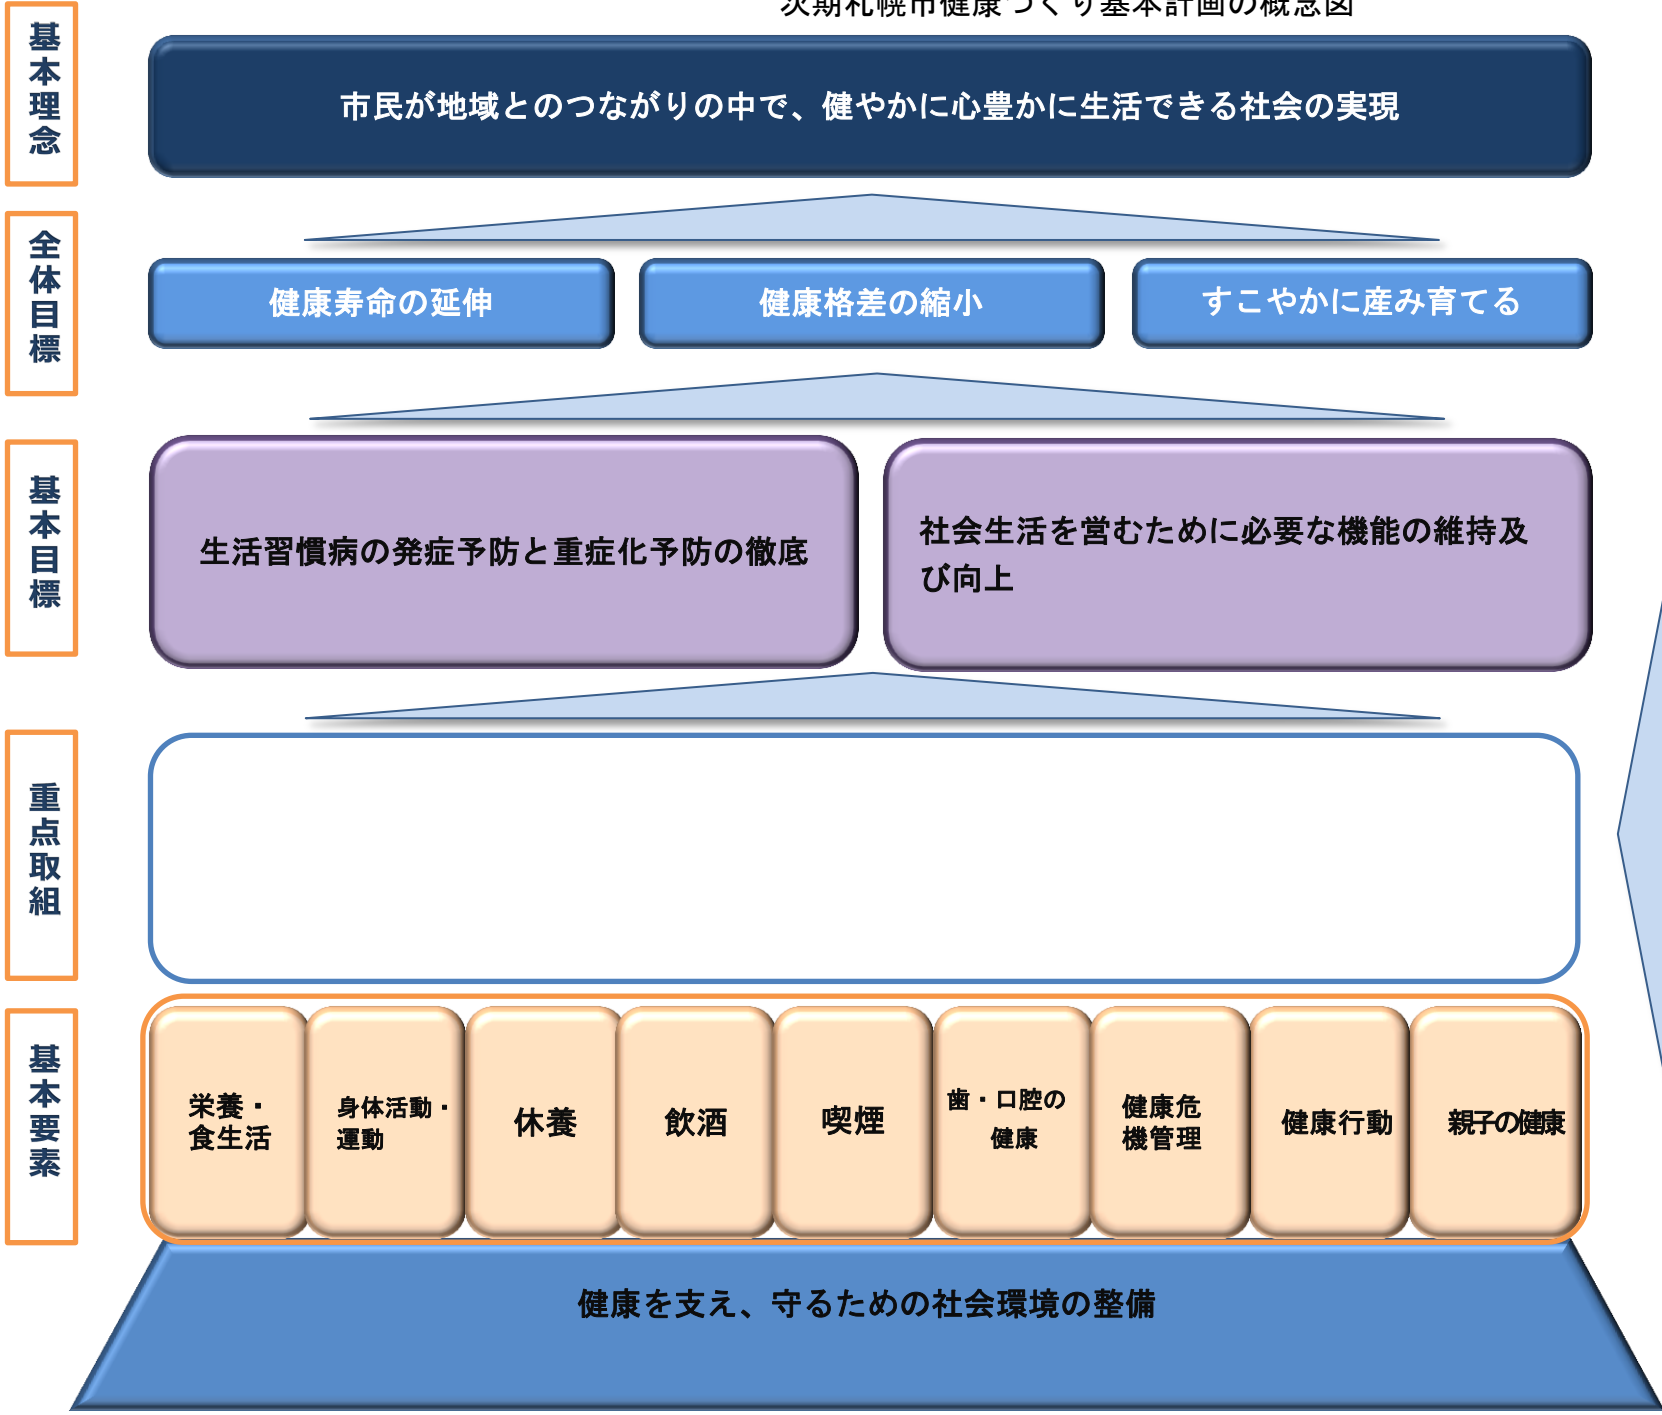 次期札幌市健康づくり基本計画の概念図
基本理念
市民が地域とのつながりの中で、健やかに心豊かに生活できる社会の実現
全体目標
健康寿命の延伸
健康格差の縮小
すこやかに産み育てる
基本目標
生活習慣病の発症予防と重症化予防の徹底
社会生活を営むために必要な機能の維持及
び向上
重点取組
基本要素
栄養・
食生活
身体活動・
運動
休養
飲酒
喫煙
歯・口腔の
健康
健康危
機管理
健康行動
親子の健康
健康を支え、守るための社会環境の整備